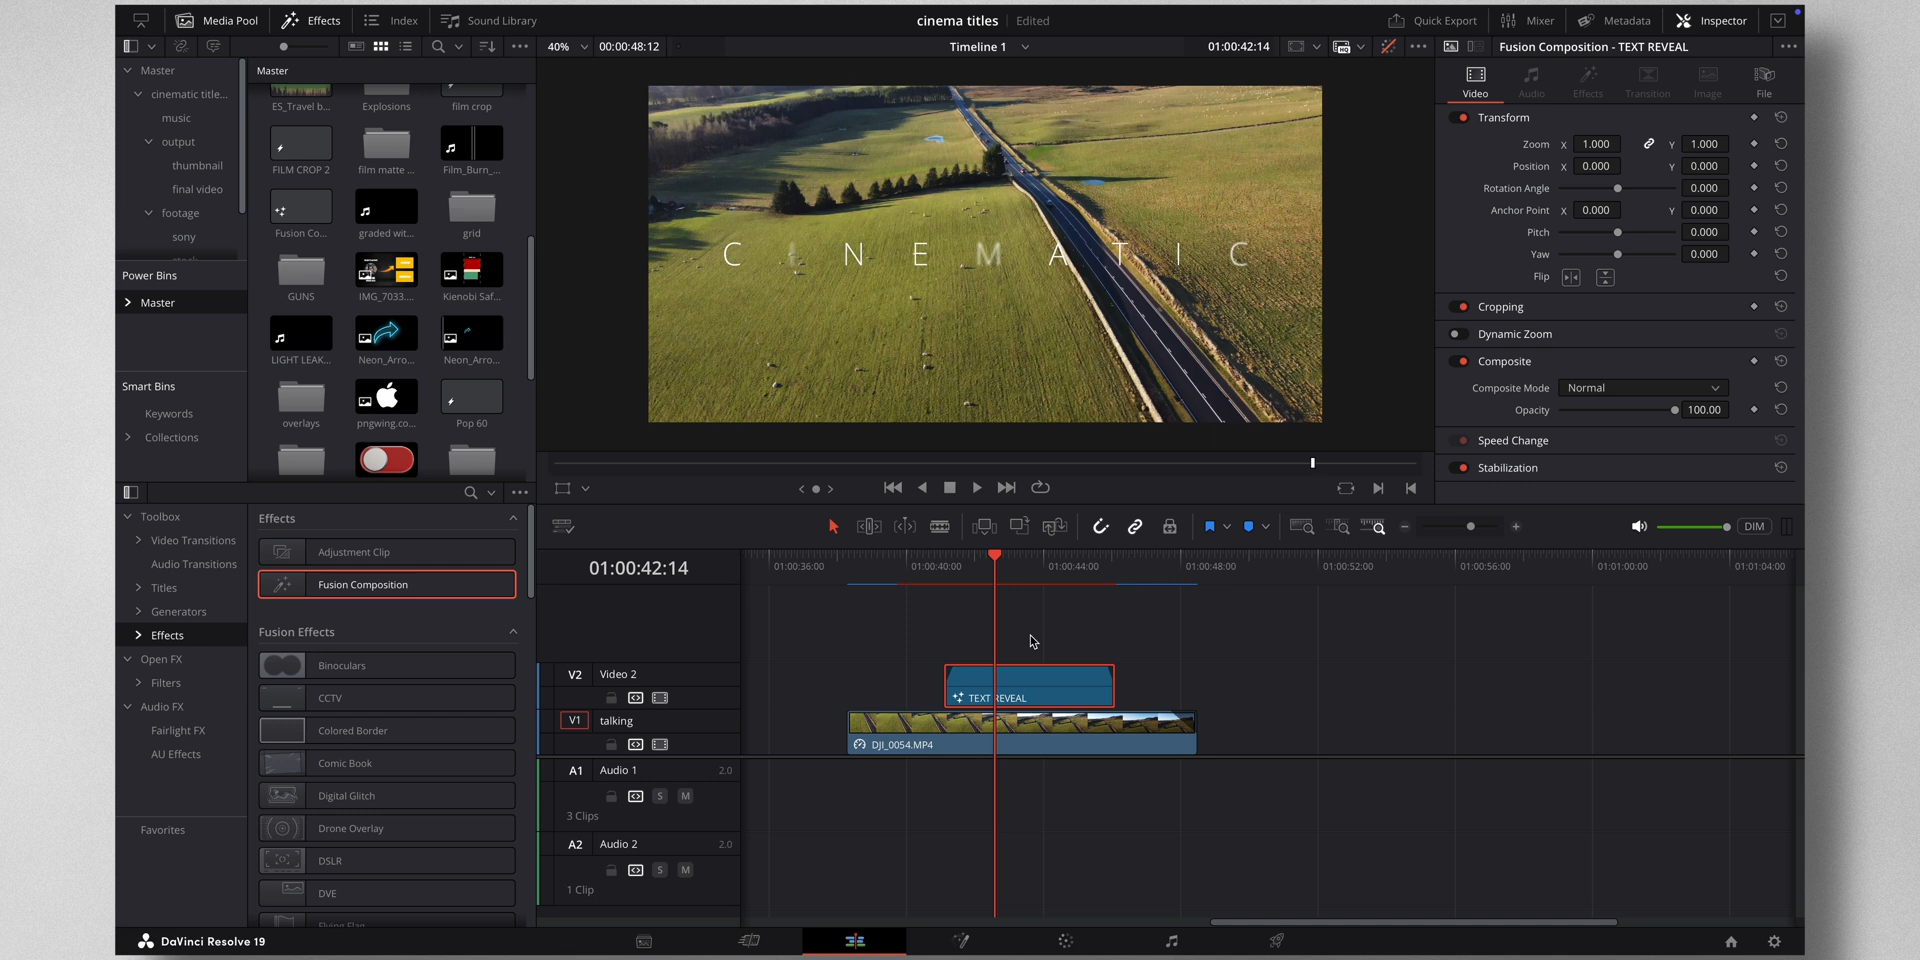 Media Pool
Effects
Index
Sound Library
cinema titles
Edited
Quick Export
Mixer
Metadata
Inspector
40%
00:00:48:12
Timeline 1
01:00:42:14
Fusion Composition - TEXT REVEAL
Master
cinematic title...
music
output
thumbnail
final video
footage
sony
Power Bins
Master
Smart Bins
Keywords
Collections
Master
ES_Travel b...
Explosions
film crop
FILM CROP 2
film matte ...
Film_Burn_...
Fusion Co...
graded wit...
grid
GUNS
IMG_7033....
Kienobi Saf...
LIGHT LEAK...
Neon_Arro...
Neon_Arro...
overlays
pngwing.co...
Pop 60
C I N E M A T I C
Video
Audio
Effects
Transition
Image
File
Transform
Zoom X 1.000 Y 1.000
Position X 0.000 Y 0.000
Rotation Angle 0.000
Anchor Point X 0.000 Y 0.000
Pitch 0.000
Yaw 0.000
Flip
Cropping
Dynamic Zoom
Composite
Composite Mode Normal
Opacity 100.00
Speed Change
Stabilization
Toolbox
Video Transitions
Audio Transitions
Titles
Generators
Effects
Open FX
Filters
Audio FX
Fairlight FX
AU Effects
Favorites
Effects
Adjustment Clip
Fusion Composition
Fusion Effects
Binoculars
CCTV
Colored Border
Comic Book
Digital Glitch
Drone Overlay
DSLR
DVE
DIM
01:00:42:14
01:00:36:00
01:00:40:00
01:00:44:00
01:00:48:00
01:00:52:00
01:00:56:00
01:01:00:00
01:01:04:00
V2 Video 2
TEXT REVEAL
V1 talking
DJI_0054.MP4
A1 Audio 1 2.0
S M
3 Clips
A2 Audio 2 2.0
S M
1 Clip
DaVinci Resolve 19